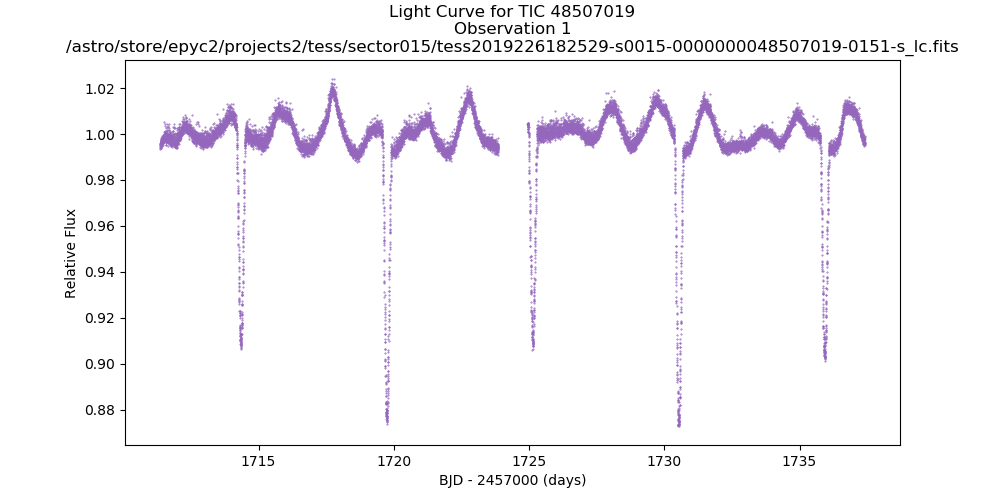 Light Curve for TIC 48507019
Observation 1
/astro/store/epyc2/projects2/tess/sector015/tess2019226182529-s0015-0000000048507019-0151-s_lc.fits
1.02
1.00
0.98
0.96
0.94
0.92
0.90
0.88
Relative Flux
1715
1720
1725
1730
1735
BJD - 2457000 (days)